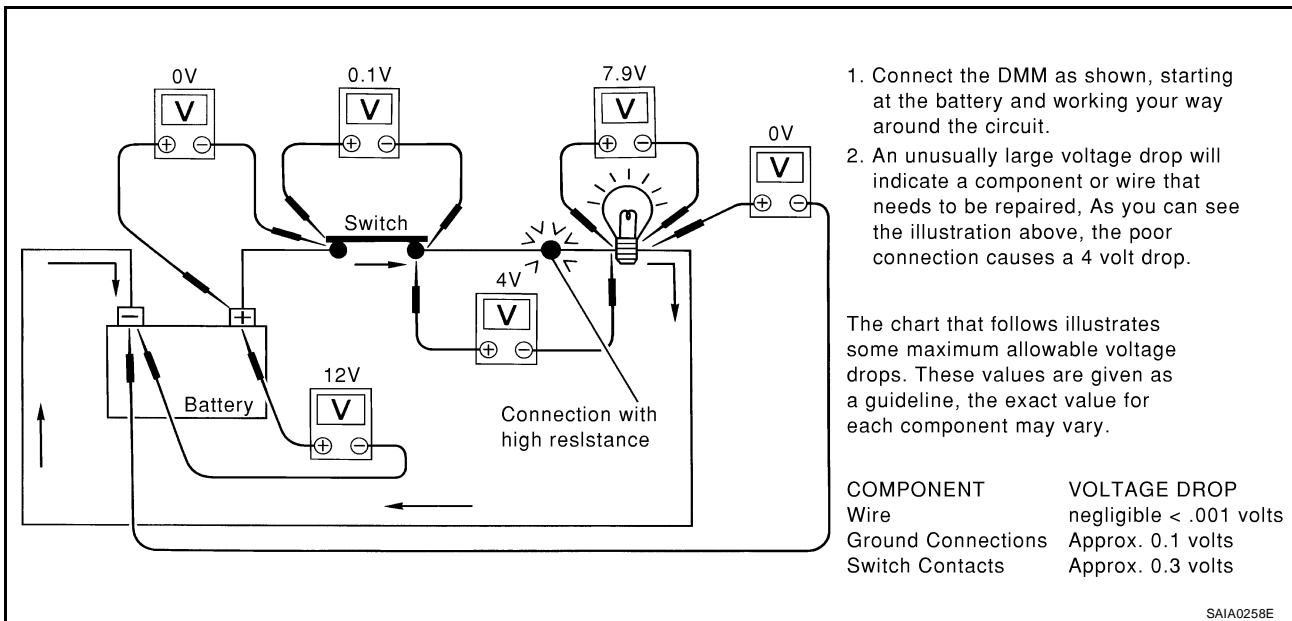 0V
0.1V
7.9V
0V
V
V
V
V
+ −
+ −
+ −
+ −
Switch
4V
V
+ −
− +
Battery
12V
V
+ −
Connection with
high resIstance
1. Connect the DMM as shown, starting
at the battery and working your way
around the circuit.
2. An unusually large voltage drop will
indicate a component or wire that
needs to be repaired, As you can see
the illustration above, the poor
connection causes a 4 volt drop.
The chart that follows illustrates
some maximum allowable voltage
drops. These values are given as
a guideline, the exact value for
each component may vary.
COMPONENT VOLTAGE DROP
Wire negligible < .001 volts
Ground Connections Approx. 0.1 volts
Switch Contacts Approx. 0.3 volts
SAIA0258E